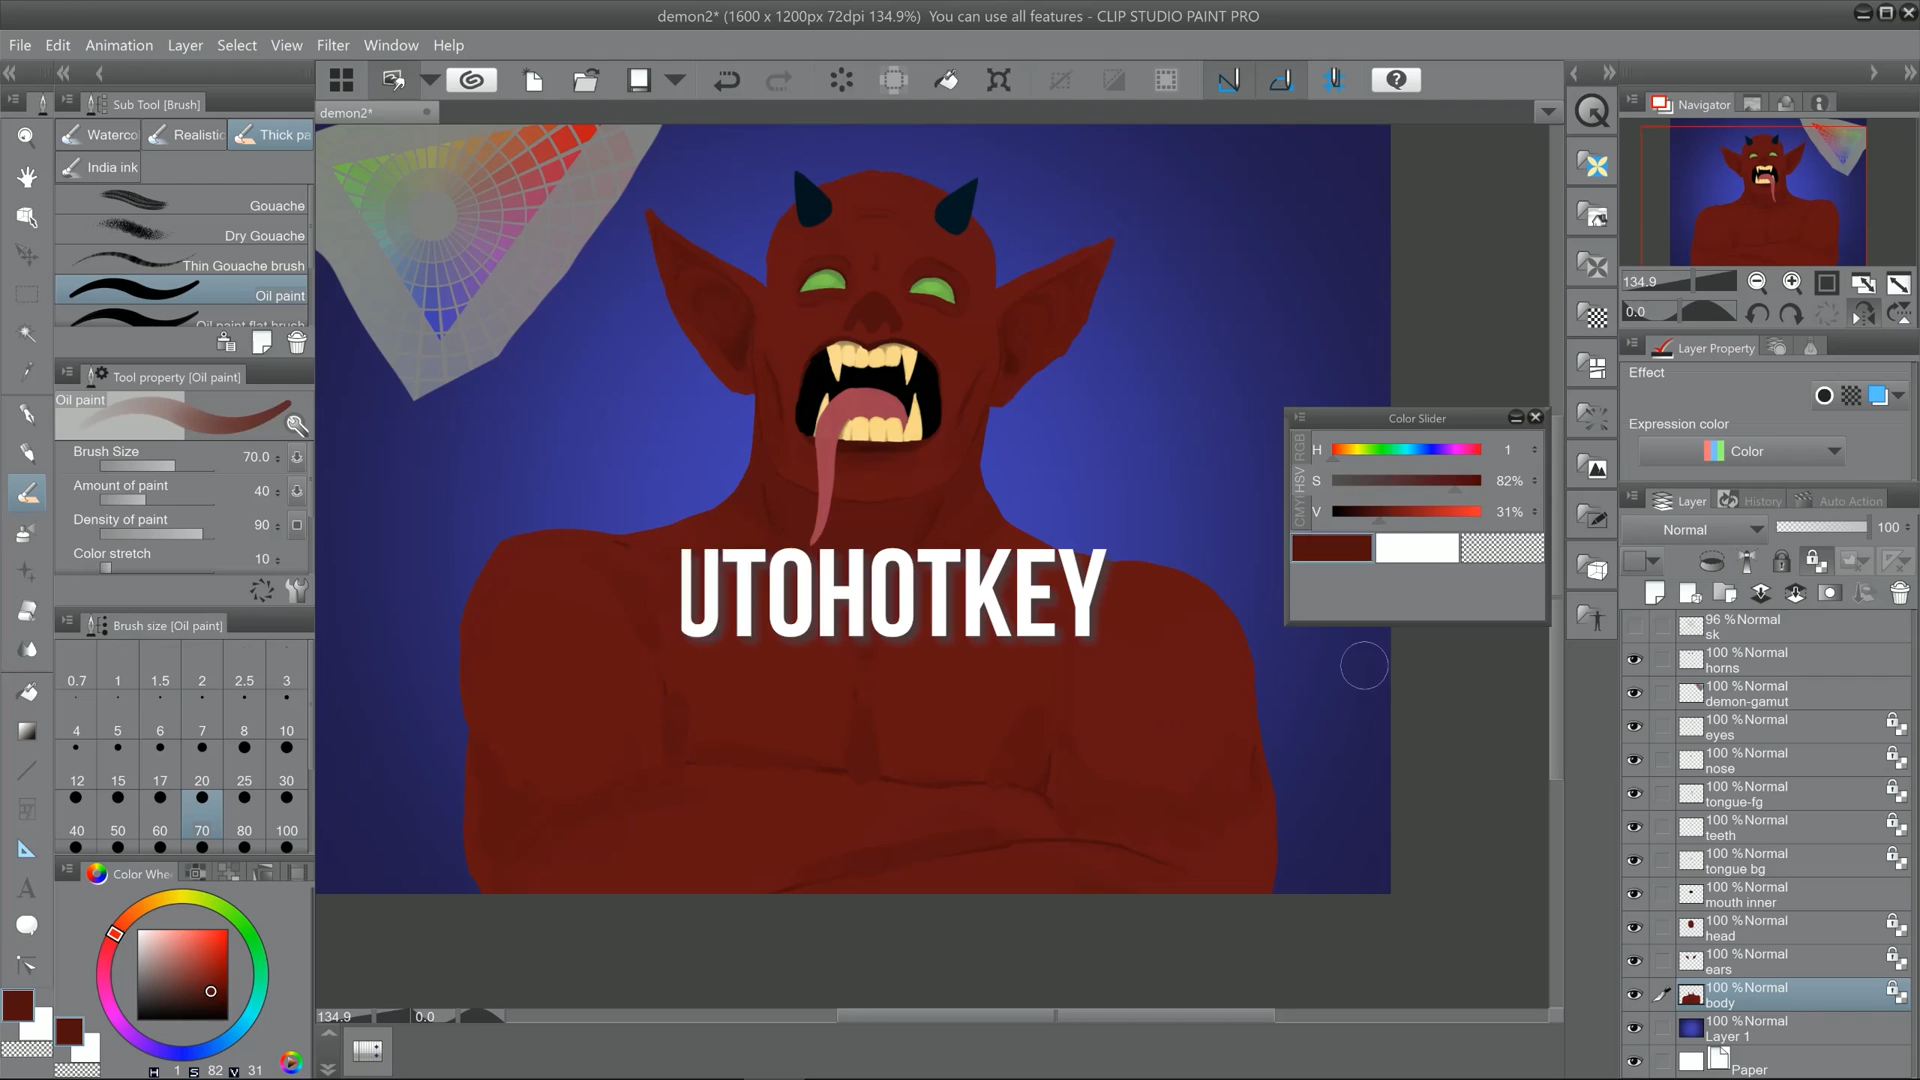 demon2* (1600 x 1200px 72dpi 134.9%) You can use all features - CLIP STUDIO PAINT PRO
File Edit Animation Layer Select View Filter Window Help
Sub Tool [Brush]
demon2*
Navigator
Waterco Realistic Thick pa
India ink
Gouache
Dry Gouache
Thin Gouache brush
Oil paint
Oil paint flat brush
134.9
0.0
Tool property [Oil paint]
Layer Property
Oil paint
Effect
Brush Size 70.0
Amount of paint 40
Density of paint 90
Color stretch 10
Expression color
Color
Color Slider
RGB
HSV
CMY
H 1
S 82%
V 31%
Layer History Auto Action
Normal 100
UTOHOTKEY
Brush size [Oil paint]
0.7 1 1.5 2 2.5 3
4 5 6 7 8 10
12 15 17 20 25 30
40 50 60 70 80 100
96 %Normal
sk
100 %Normal
horns
100 %Normal
demon-gamut
100 %Normal
eyes
100 %Normal
nose
100 %Normal
tongue-fg
100 %Normal
teeth
100 %Normal
tongue bg
100 %Normal
mouth inner
100 %Normal
head
100 %Normal
ears
100 %Normal
body
100 %Normal
Layer 1
Paper
Color Whe
134.9 0.0
H 1 S 82 V 31